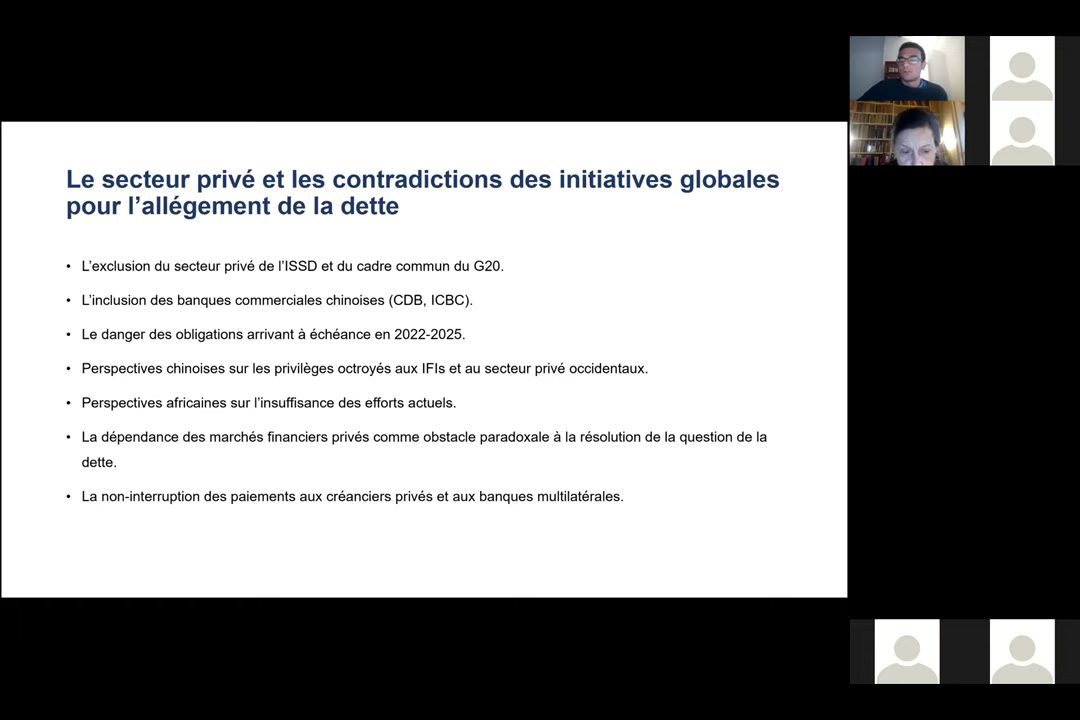 Le secteur privé et les contradictions des initiatives globales
pour l’allégement de la dette
• L’exclusion du secteur privé de l’ISSD et du cadre commun du G20.
• L’inclusion des banques commerciales chinoises (CDB, ICBC).
• Le danger des obligations arrivant à échéance en 2022-2025.
• Perspectives chinoises sur les privilèges octroyés aux IFIs et au secteur privé occidentaux.
• Perspectives africaines sur l’insuffisance des efforts actuels.
• La dépendance des marchés financiers privés comme obstacle paradoxale à la résolution de la question de la
dette.
• La non-interruption des paiements aux créanciers privés et aux banques multilatérales.